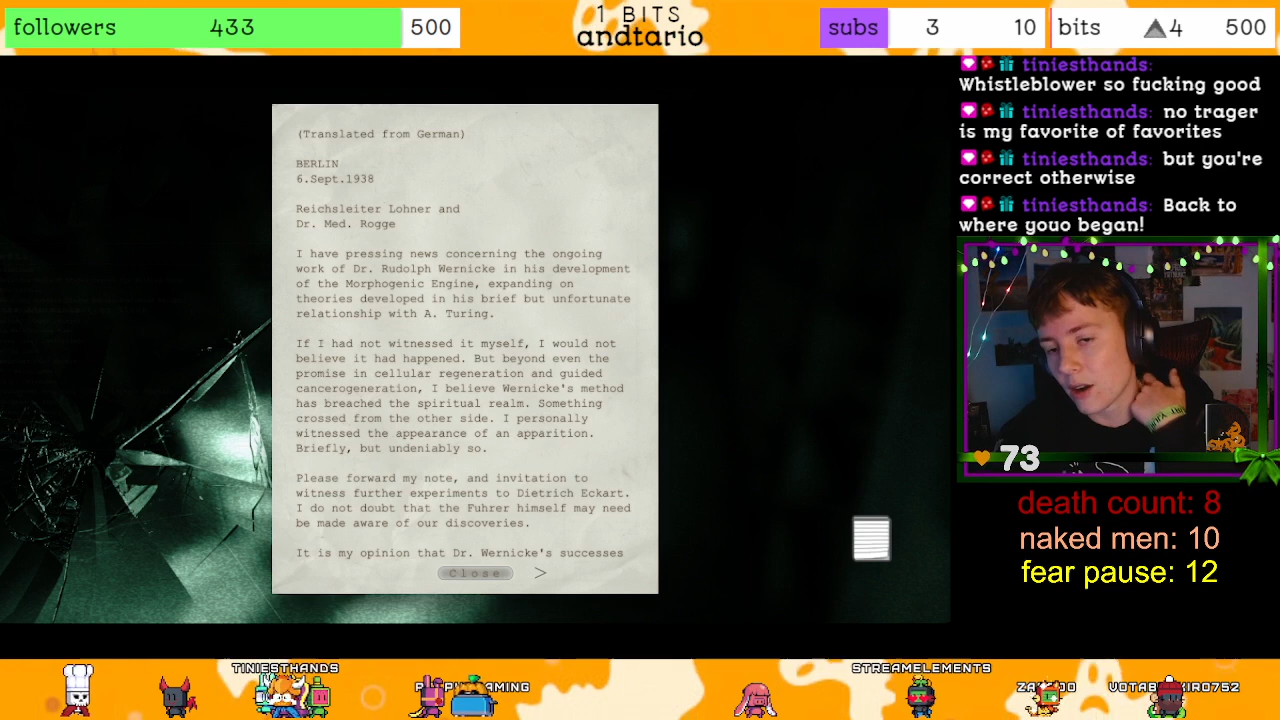 followers 433 500
1 BITS
andtario
subs 3 10
bits 4 500
tiniesthands:
Whistleblower so fucking good
tiniesthands: no trager
is my favorite of favorites
tiniesthands: but you're
correct otherwise
tiniesthands: Back to
where youo began!
(Translated from German)
BERLIN
6.Sept.1938
Reichsleiter Lohner and
Dr. Med. Rogge
I have pressing news concerning the ongoing
work of Dr. Rudolph Wernicke in his development
of the Morphogenic Engine, expanding on
theories developed in his brief but unfortunate
relationship with A. Turing.
If I had not witnessed it myself, I would not
believe it had happened. But beyond even the
promise in cellular regeneration and guided
cancerogeneration, I believe Wernicke's method
has breached the spiritual realm. Something
crossed from the other side. I personally
witnessed the appearance of an apparition.
Briefly, but undeniably so.
Please forward my note, and invitation to
witness further experiments to Dietrich Eckart.
I do not doubt that the Fuhrer himself may need
be made aware of our discoveries.
It is my opinion that Dr. Wernicke's successes
Close >
73
death count: 8
naked men: 10
fear pause: 12
TINIESTHANDS
STREAMELEMENTS